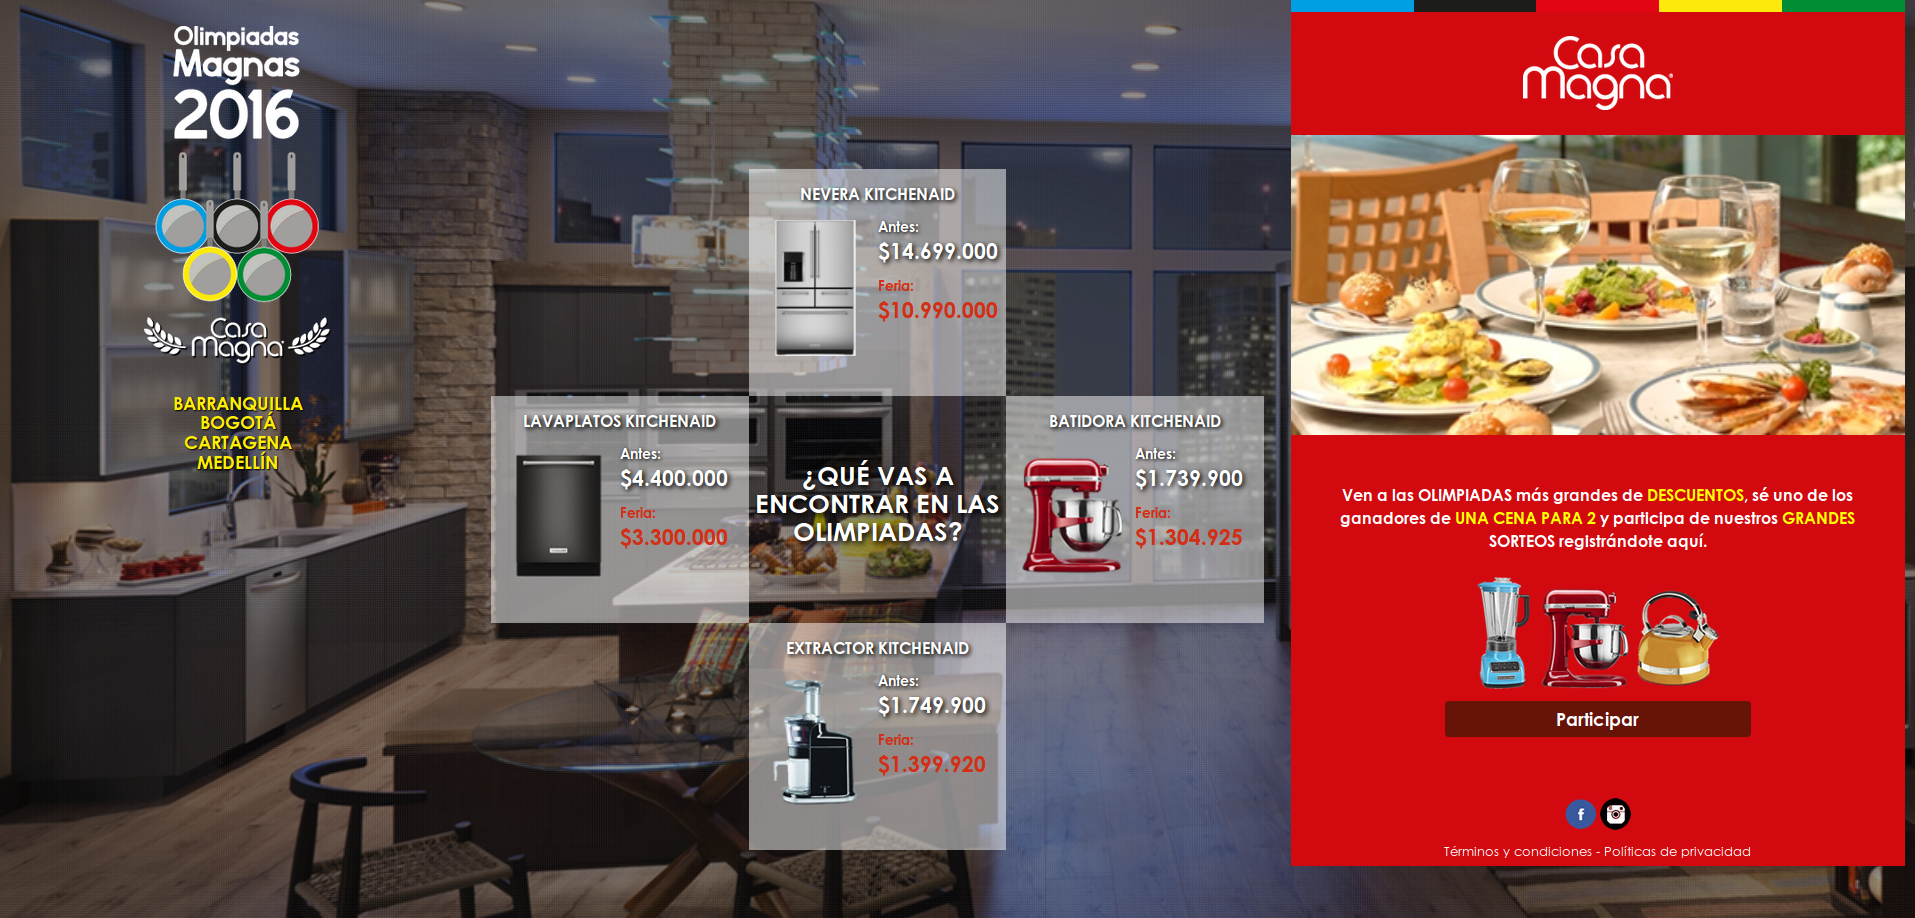 Olimpiadas
Magnas
2016
Casa
Magna
BARRANQUILLA
BOGOTÁ
CARTAGENA
MEDELLÍN
NEVERA KITCHENAID
Antes:
$14.699.000
Feria:
$10.990.000
LAVAPLATOS KITCHENAID
Antes:
$4.400.000
Feria:
$3.300.000
¿QUÉ VAS A
ENCONTRAR EN LAS
OLIMPIADAS?
BATIDORA KITCHENAID
Antes:
$1.739.900
Feria:
$1.304.925
EXTRACTOR KITCHENAID
Antes:
$1.749.900
Feria:
$1.399.920
Casa
Magna®
Ven a las OLIMPIADAS más grandes de DESCUENTOS, sé uno de los
ganadores de UNA CENA PARA 2 y participa de nuestros GRANDES
SORTEOS registrándote aquí.
Participar
f
Términos y condiciones - Políticas de privacidad